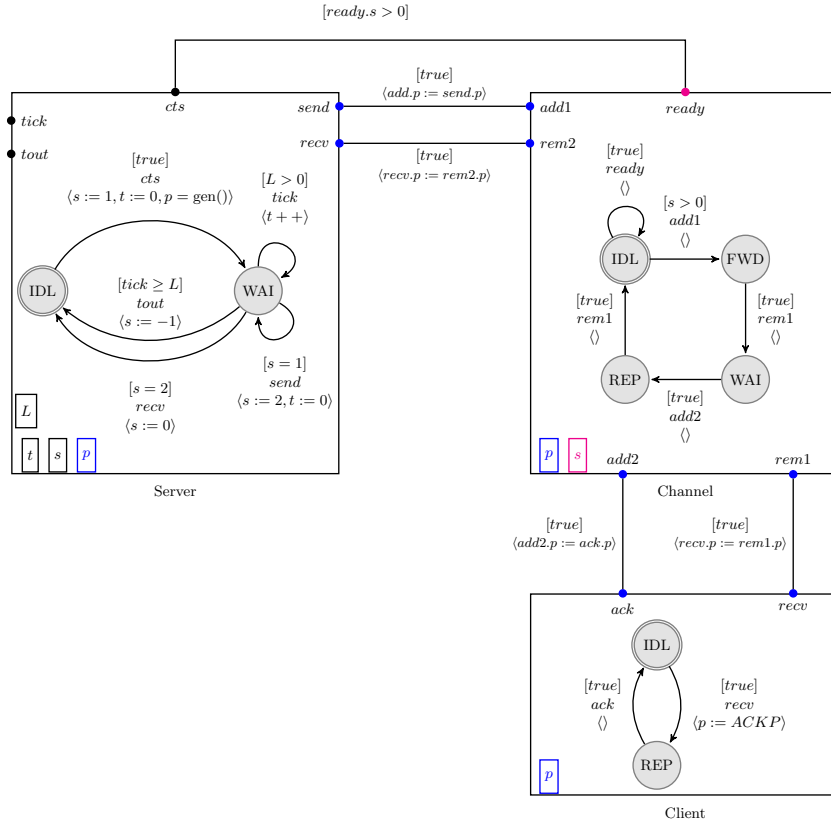 [ready.s > 0]
cts
tick
tout
[true]
cts
⟨s := 1, t := 0, p = gen()⟩
[L > 0]
tick
⟨t + +⟩
IDL
WAI
[tick ≥ L]
tout
⟨s := −1⟩
[s = 2]
recv
⟨s := 0⟩
[s = 1]
send
⟨s := 2, t := 0⟩
L
t
s
p
Server
send
recv
[true]
⟨add.p := send.p⟩
[true]
⟨recv.p := rem2.p⟩
add1
rem2
ready
[true]
ready
⟨⟩
[s > 0]
add1
⟨⟩
IDL
FWD
[true]
rem1
⟨⟩
[true]
rem1
⟨⟩
REP
WAI
[true]
add2
⟨⟩
p
s
add2
rem1
Channel
[true]
⟨add2.p := ack.p⟩
[true]
⟨recv.p := rem1.p⟩
ack
recv
IDL
[true]
ack
⟨⟩
[true]
recv
⟨p := ACKP⟩
REP
p
Client